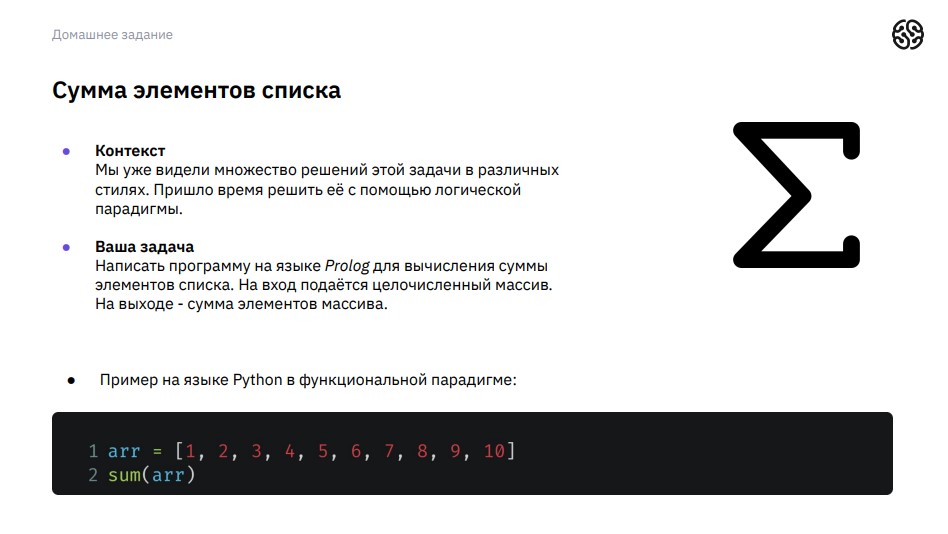 Домашнее задание
Сумма элементов списка
● Контекст
Мы уже видели множество решений этой задачи в различных
стилях. Пришло время решить её с помощью логической
парадигмы.
● Ваша задача
Написать программу на языке Prolog для вычисления суммы
элементов списка. На вход подаётся целочисленный массив.
На выходе - сумма элементов массива.
● Пример на языке Python в функциональной парадигме:
1 arr = [1, 2, 3, 4, 5, 6, 7, 8, 9, 10]
2 sum(arr)